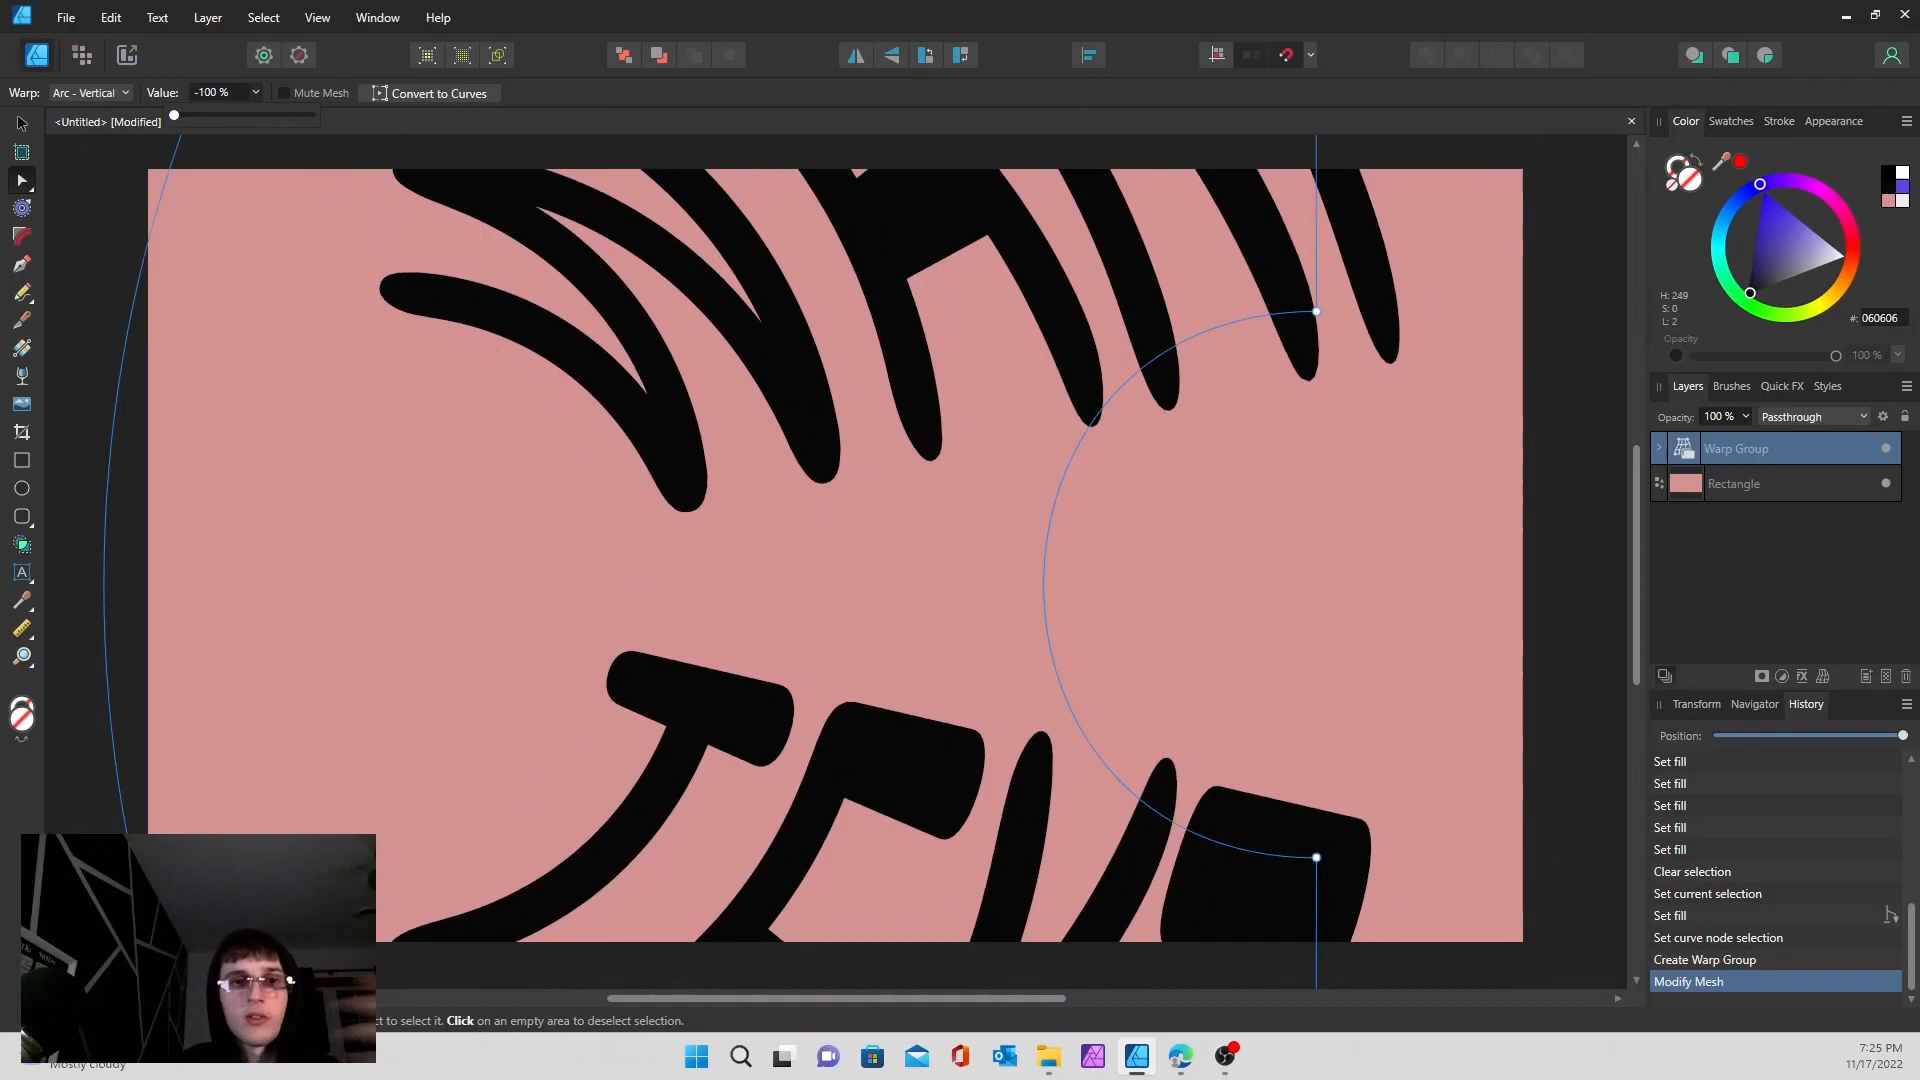 File Edit Text Layer Select View Window Help
Warp: Arc - Vertical Value: -100 % Mute Mesh Convert to Curves
<Untitled> [Modified]
Color Swatches Stroke Appearance
H: 249
S: 0
L: 2
#: 060606
Opacity
100 %
Layers Brushes Quick FX Styles
Opacity: 100 % Passthrough
Warp Group
Rectangle
Transform Navigator History
Position:
Set fill
Set fill
Set fill
Set fill
Set fill
Clear selection
Set current selection
Set fill
Set curve node selection
Create Warp Group
Modify Mesh
ct to select it. Click on an empty area to deselect selection.
Mostly cloudy
7:25 PM
11/17/2022